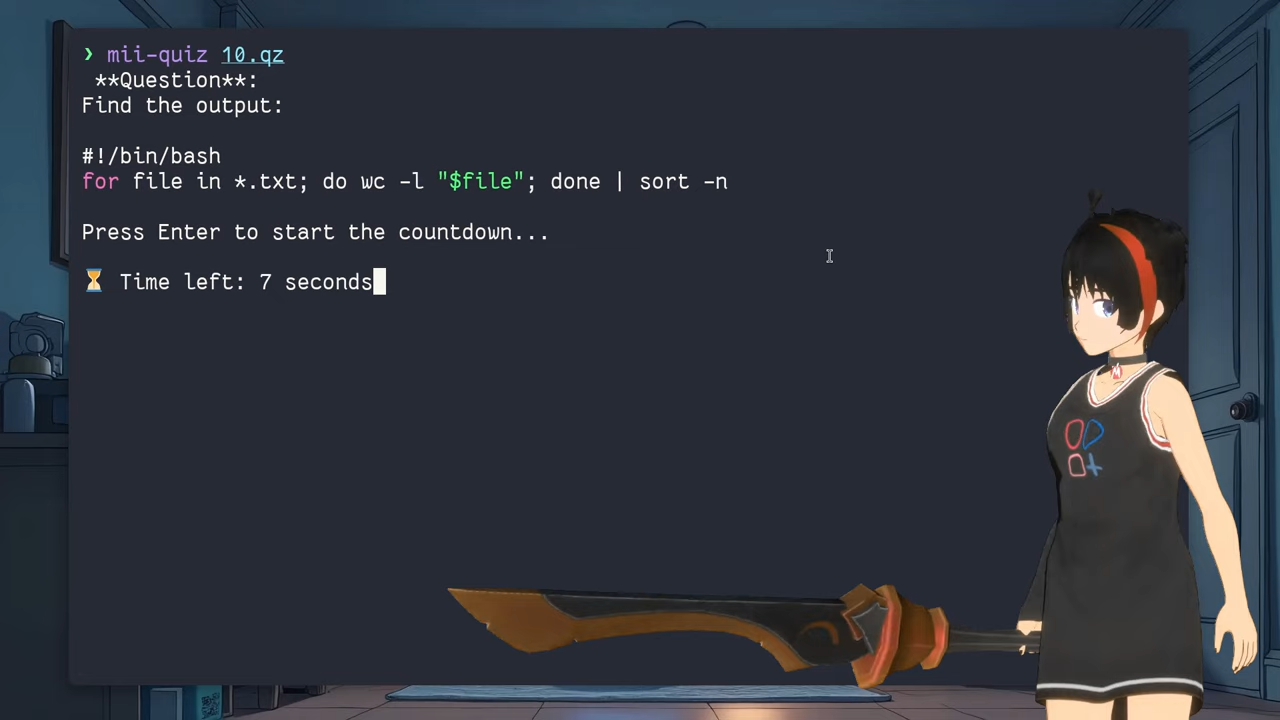 ❯ mii-quiz 10.qz
**Question**:
Find the output:
#!/bin/bash
for file in *.txt; do wc -l "$file"; done | sort -n
Press Enter to start the countdown...
⏳ Time left: 7 seconds